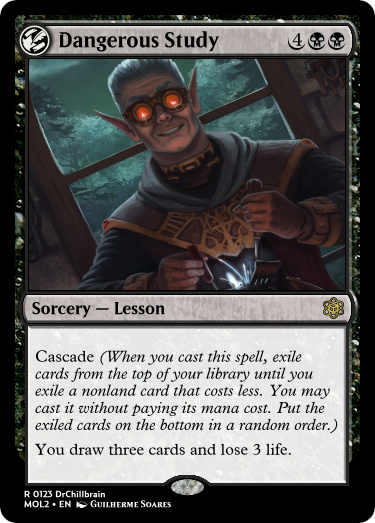 Dangerous Study 4
Sorcery — Lesson
Cascade (When you cast this spell, exile
cards from the top of your library until you
exile a nonland card that costs less. You may
cast it without paying its mana cost. Put the
exiled cards on the bottom in a random order.)
You draw three cards and lose 3 life.
R 0123 DrChillbrain
MOL2 • EN Guilherme Soares